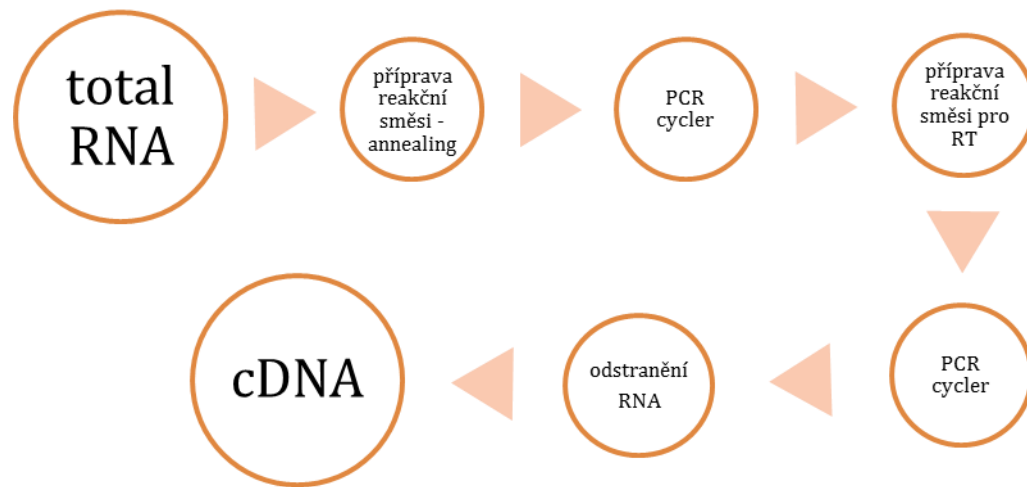 total
RNA
příprava
reakční
směsi -
annealing
PCR
cycler
příprava
reakční
směsi pro
RT
PCR
cycler
odstranění
RNA
cDNA